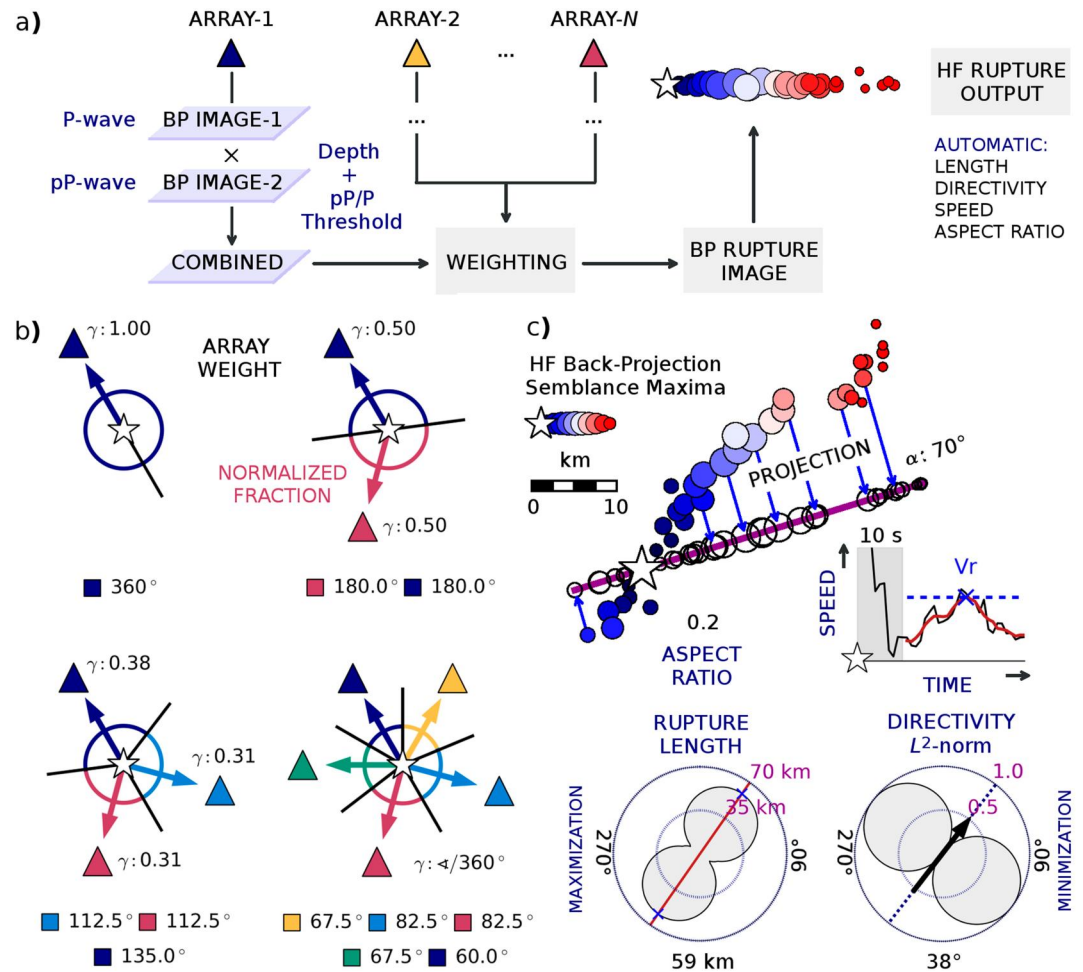 a)
ARRAY-1
ARRAY-2
...
ARRAY-N
P-wave
BP IMAGE-1
×
pP-wave
BP IMAGE-2
Depth
+
pP/P
Threshold
...
...
COMBINED
WEIGHTING
BP RUPTURE
IMAGE
HF RUPTURE
OUTPUT
AUTOMATIC:
LENGTH
DIRECTIVITY
SPEED
ASPECT RATIO
b)
γ: 1.00
ARRAY
WEIGHT
γ: 0.50
NORMALIZED
FRACTION
γ: 0.50
360°
180.0° 180.0°
γ: 0.38
γ: 0.31
γ: 0.31
γ: ∢/360°
112.5° 112.5°
135.0°
67.5° 82.5° 82.5°
67.5° 60.0°
c)
HF Back-Projection
Semblance Maxima
km
0 10
PROJECTION
α: 70°
0.2
ASPECT
RATIO
10 s
Vr
SPEED
TIME
RUPTURE
LENGTH
70 km
35 km
MAXIMIZATION
270°
90°
59 km
DIRECTIVITY
L²-norm
1.0
0.5
270°
90°
MINIMIZATION
38°